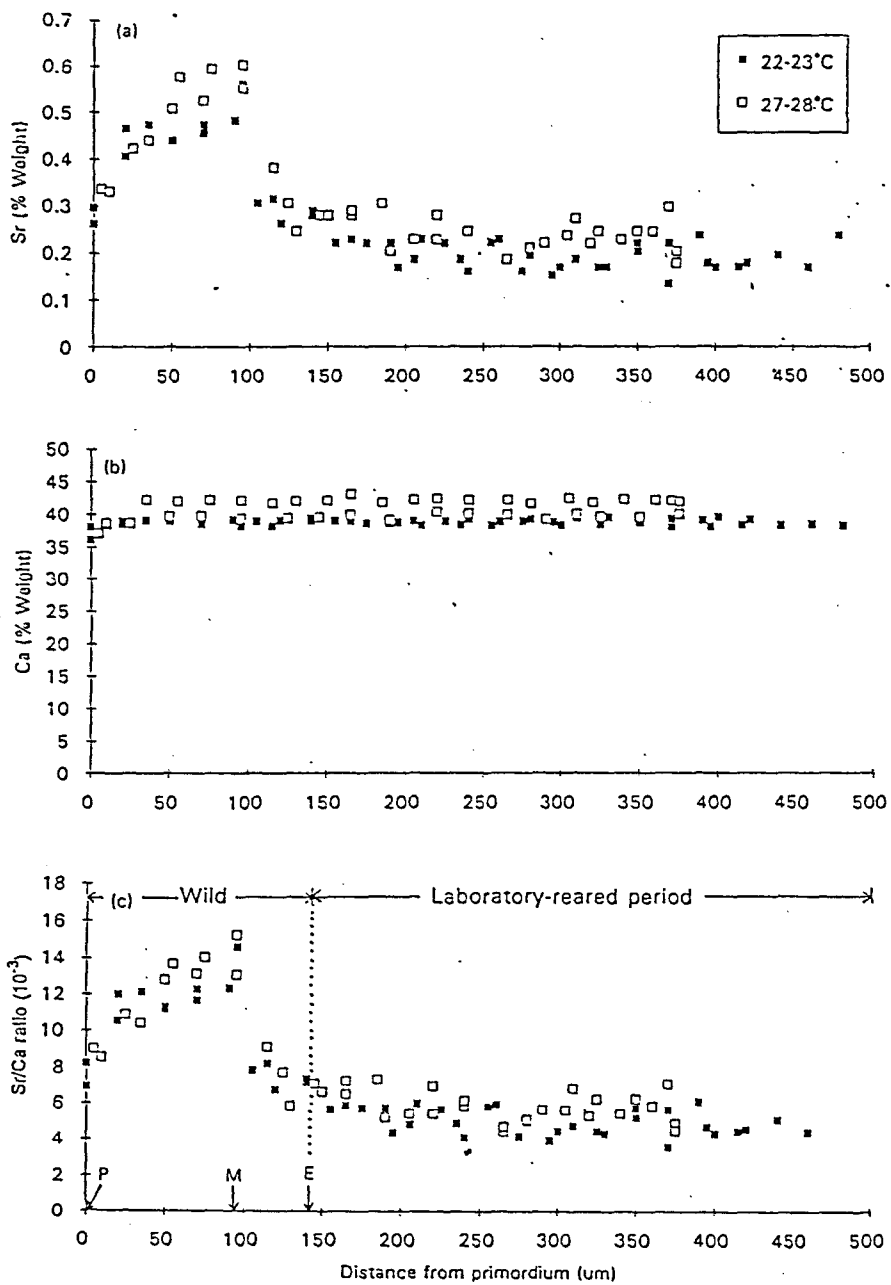 0.7
(a)
22-23°C
27-28°C
0.6
0.5
0.4
0.3
0.2
0.1
0
Sr (% Weight)
0 50 100 150 200 250 300 350 400 450 500
50
(b)
45
40
35
30
25
20
15
10
5
0
Ca (% Weight)
0 50 100 150 200 250 300 350 400 450 500
18
(c) Wild Laboratory-reared period
16
14
12
10
8
6
4
2
0
Sr/Ca ratio (10⁻³)
P M E
0 50 100 150 200 250 300 350 400 450 500
Distance from primordium (um)